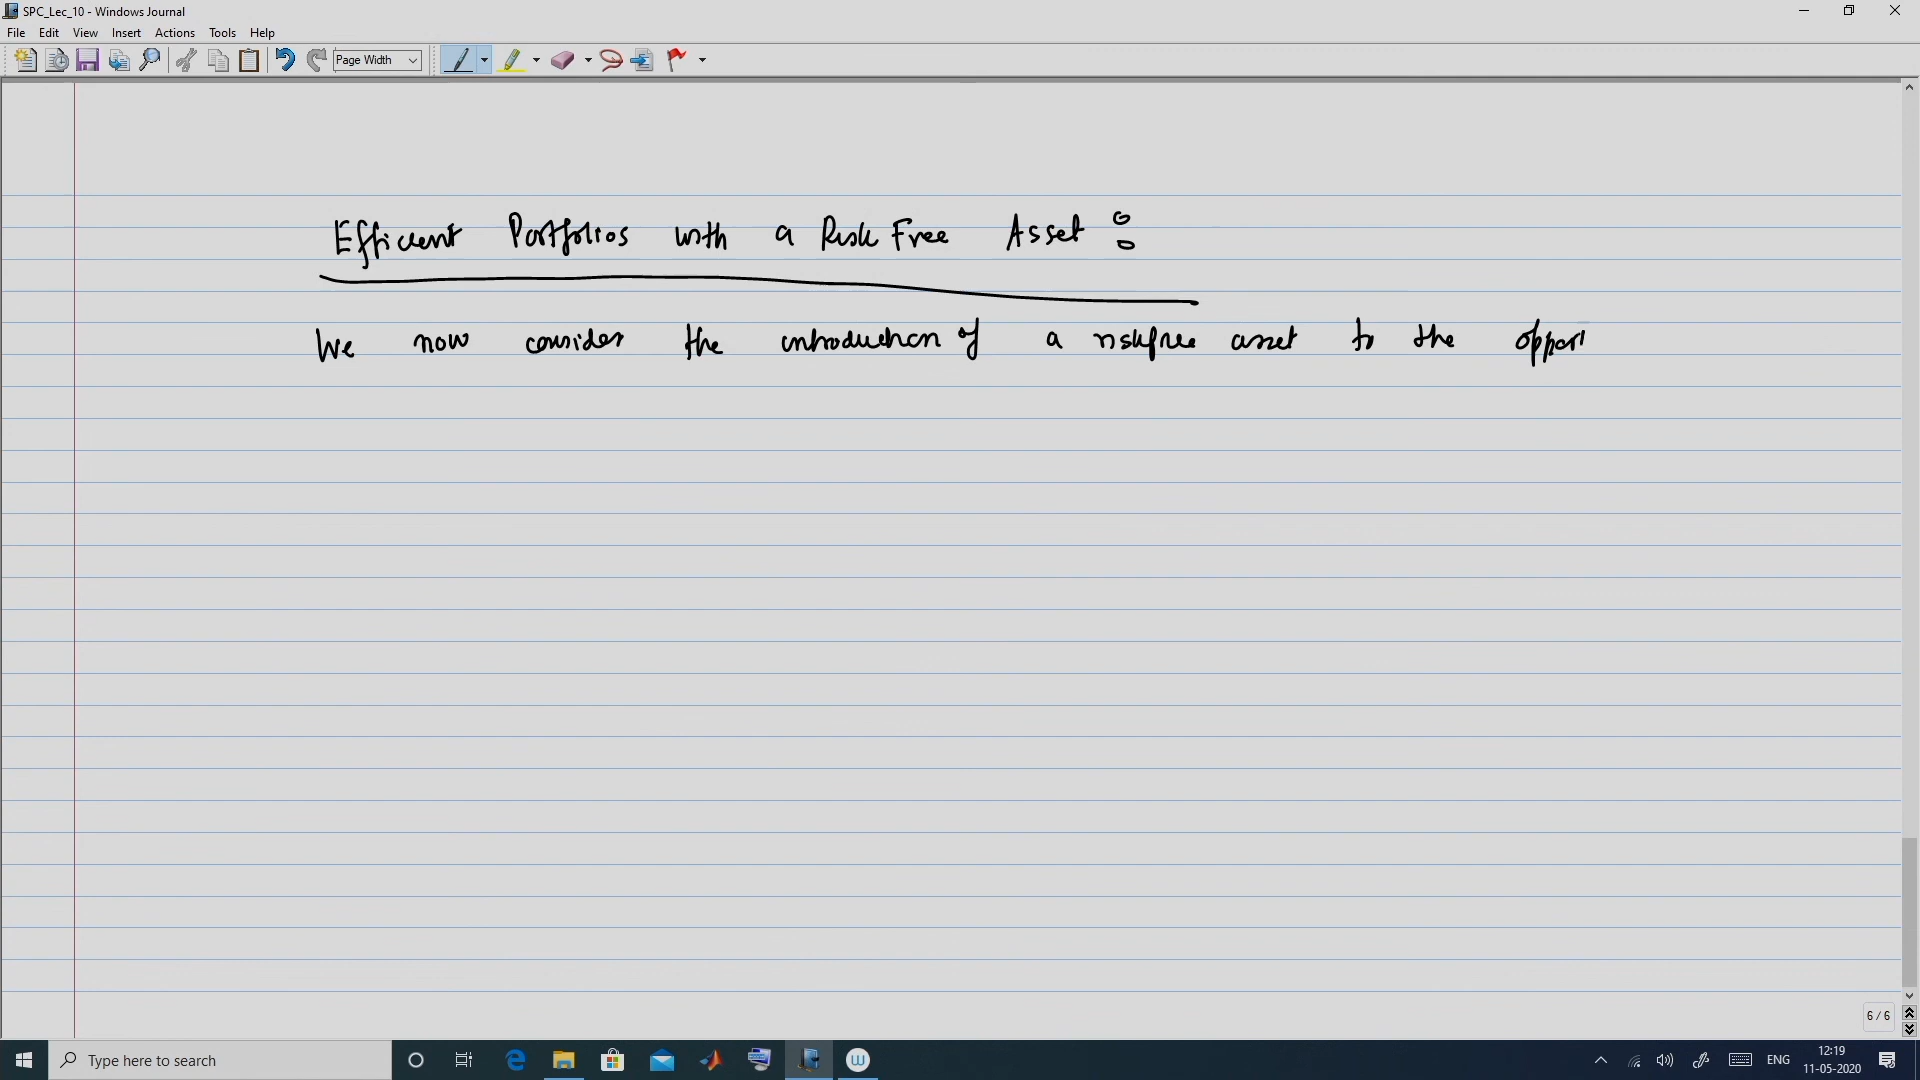 SPC_Lec_10 - Windows Journal
File Edit View Insert Actions Tools Help
Page Width
Efficient Portfolios with a Risk Free Asset :
We now consider the introduction of a riskfree asset to the opport
6 / 6
Type here to search
ENG
12:19
11-05-2020